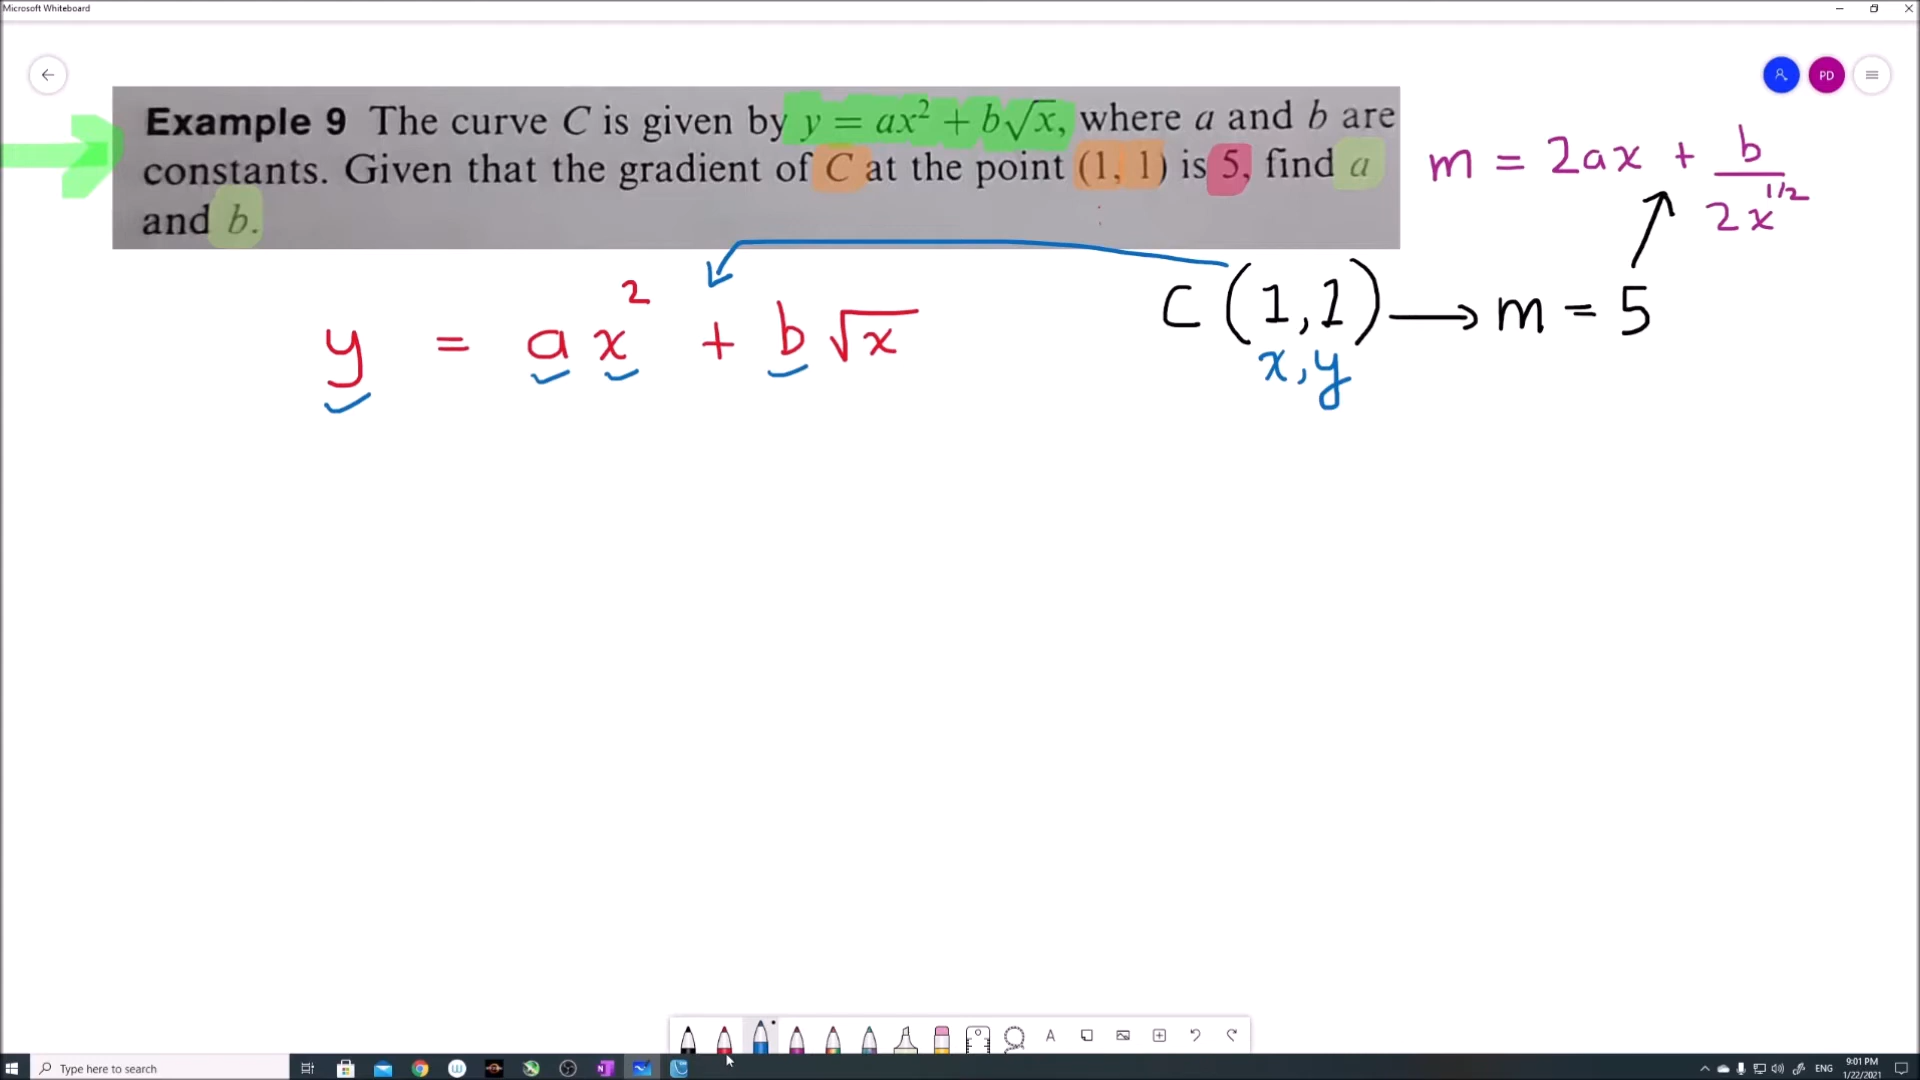 Microsoft Whiteboard
PD
Example 9 The curve C is given by y = ax² + b√x, where a and b are
constants. Given that the gradient of C at the point (1, 1) is 5, find a
and b.
m = 2ax + b/2x^1/2
C (1,1) → m = 5
x,y
y = ax² + b√x
A
Type here to search
ENG
9:01 PM
1/22/2021